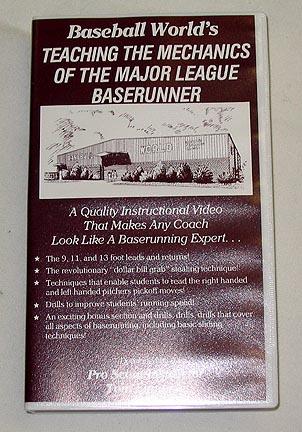 Baseball World's
TEACHING THE MECHANICS
OF THE MAJOR LEAGUE
BASERUNNER
WORLD
A Quality Instructional Video
That Makes Any Coach
Look Like A Baserunning Expert. . .
★ The 9, 11, and 13 foot leads and returns!
★ The revolutionary "dollar bill grab" stealing technique!
★ Techniques that enable students to read the right handed
and left handed pitchers pickoff moves!
★ Drills to improve students' running speed!
★ An exciting bonus section and drills, drills, drills that cover
all aspects of baserunning, including basic sliding
techniques!
Pro